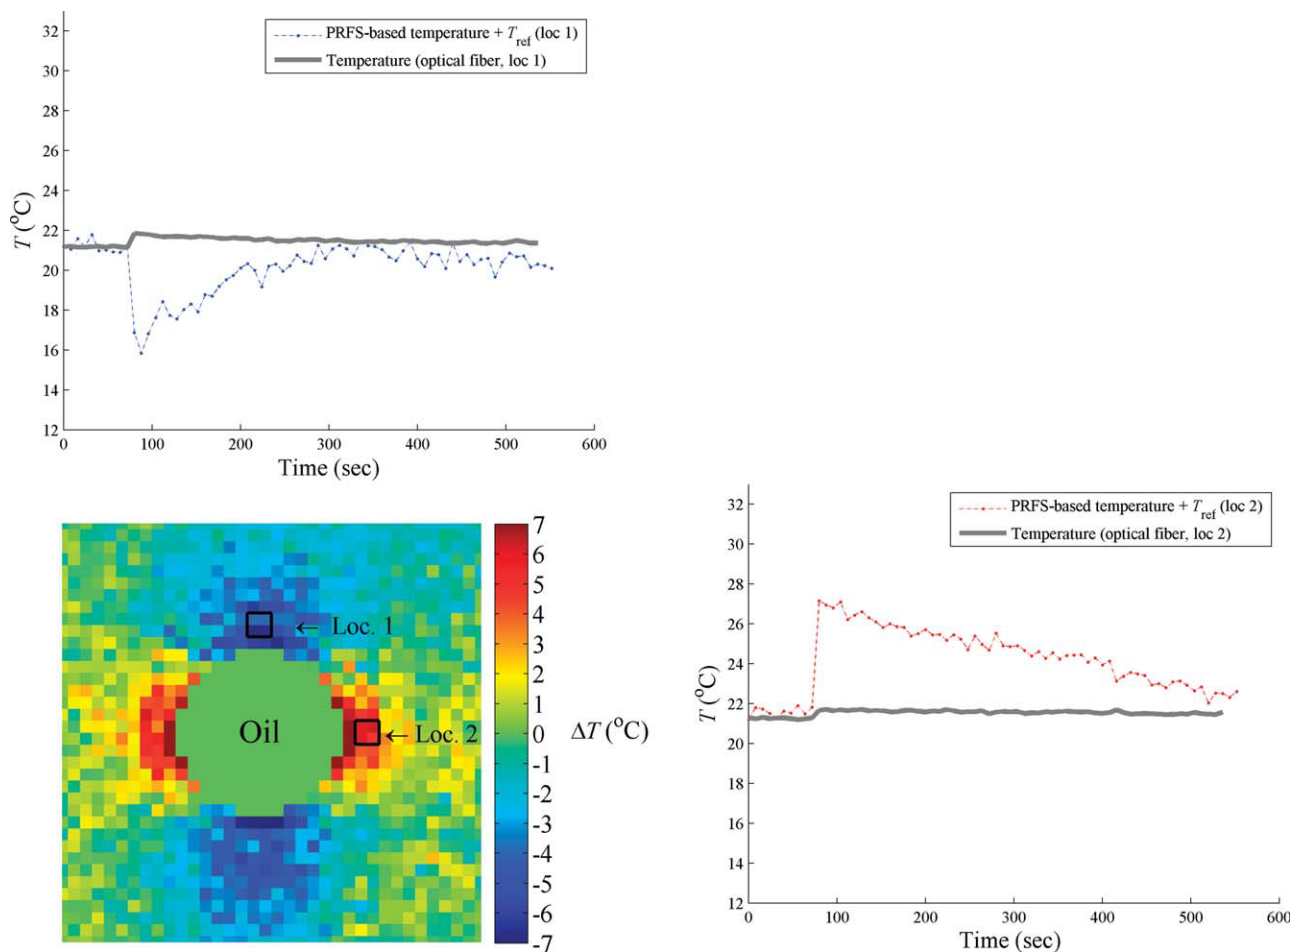 PRFS-based temperature + T_ref (loc 1)
Temperature (optical fiber, loc 1)
32
30
28
26
24
22
20
18
16
14
12
T (°C)
0 100 200 300 400 500 600
Time (sec)
7
6
5
4
3
2
1
0
-1
-2
-3
-4
-5
-6
-7
ΔT (°C)
← Loc. 1
Oil
← Loc. 2
PRFS-based temperature + T_ref (loc 2)
Temperature (optical fiber, loc 2)
32
30
28
26
24
22
20
18
16
14
12
T (°C)
0 100 200 300 400 500 600
Time (sec)